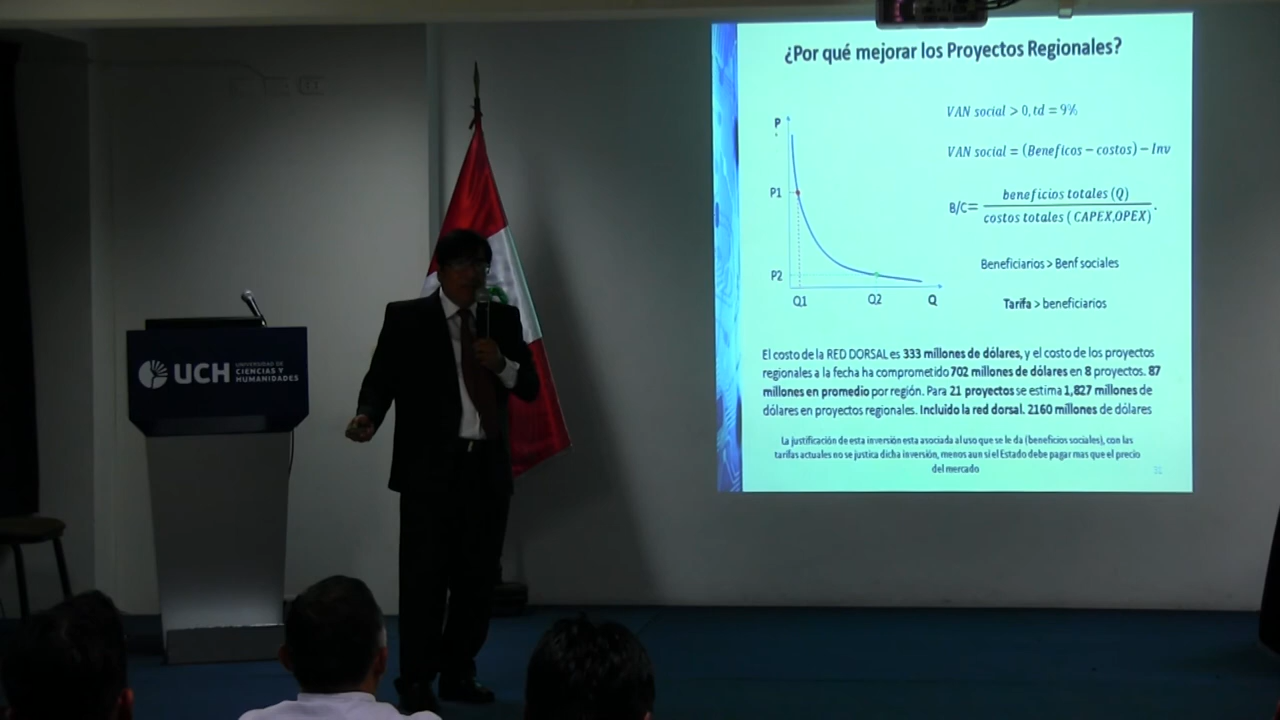 ¿Por qué mejorar los Proyectos Regionales?
P
P1
P2
Q1
Q2
Q
VAN social > 0, td = 9%
VAN social = (Beneficos − costos) − Inv
B/C= beneficios totales (Q)
costos totales ( CAPEX,OPEX)
Beneficiarios > Benf sociales
Tarifa > beneficiarios
El costo de la RED DORSAL es 333 millones de dólares, y el costo de los proyectos
regionales a la fecha ha comprometido 702 millones de dólares en 8 proyectos. 87
millones en promedio por región. Para 21 proyectos se estima 1,827 millones de
dólares en proyectos regionales. Incluido la red dorsal. 2160 millones de dólares
La justificación de esta inversión esta asociada al uso que se le da (beneficios sociales), con las
tarifas actuales no se justica dicha inversión, menos aun si el Estado debe pagar mas que el precio
del mercado
31
UCH
UNIVERSIDAD DE
CIENCIAS Y
HUMANIDADES